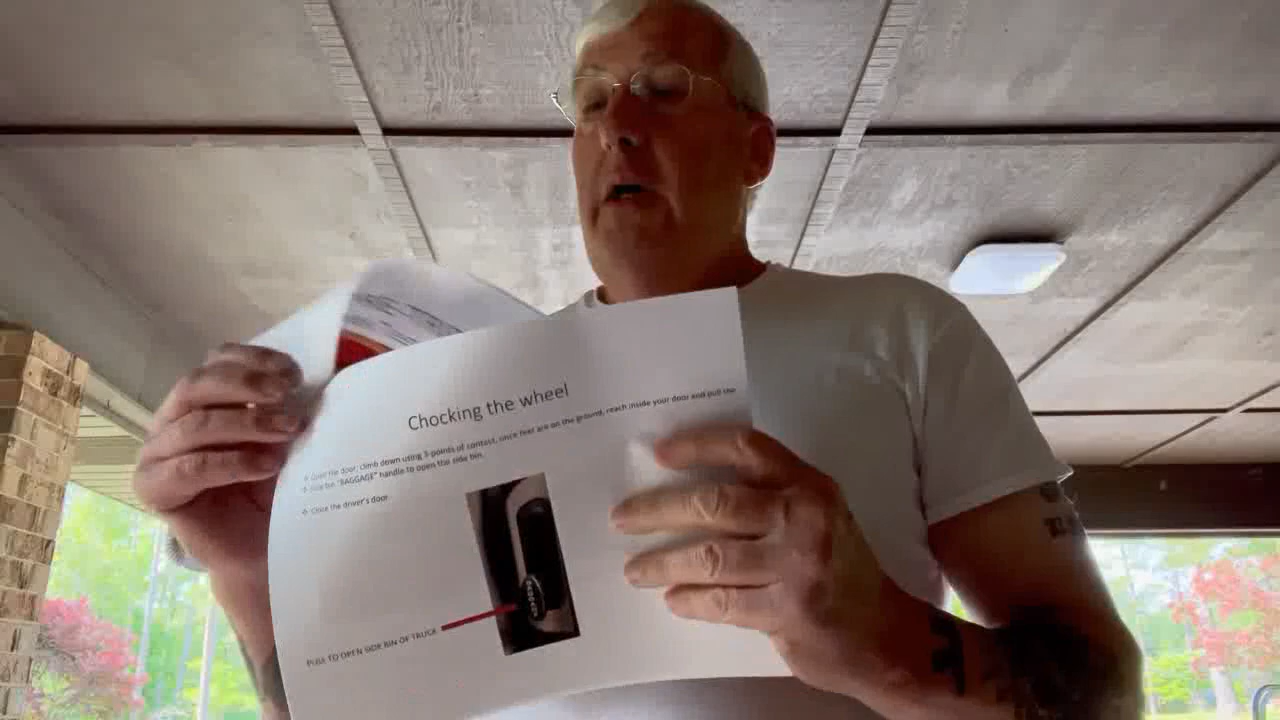 Chocking the wheel
Open the door, climb down using 3-points of contact, once feet are on the ground, reach inside your door and pull the
"BAGGAGE" handle to open the side bin.
Close the driver's door
TO OPEN SIDE BIN OF TRUCK